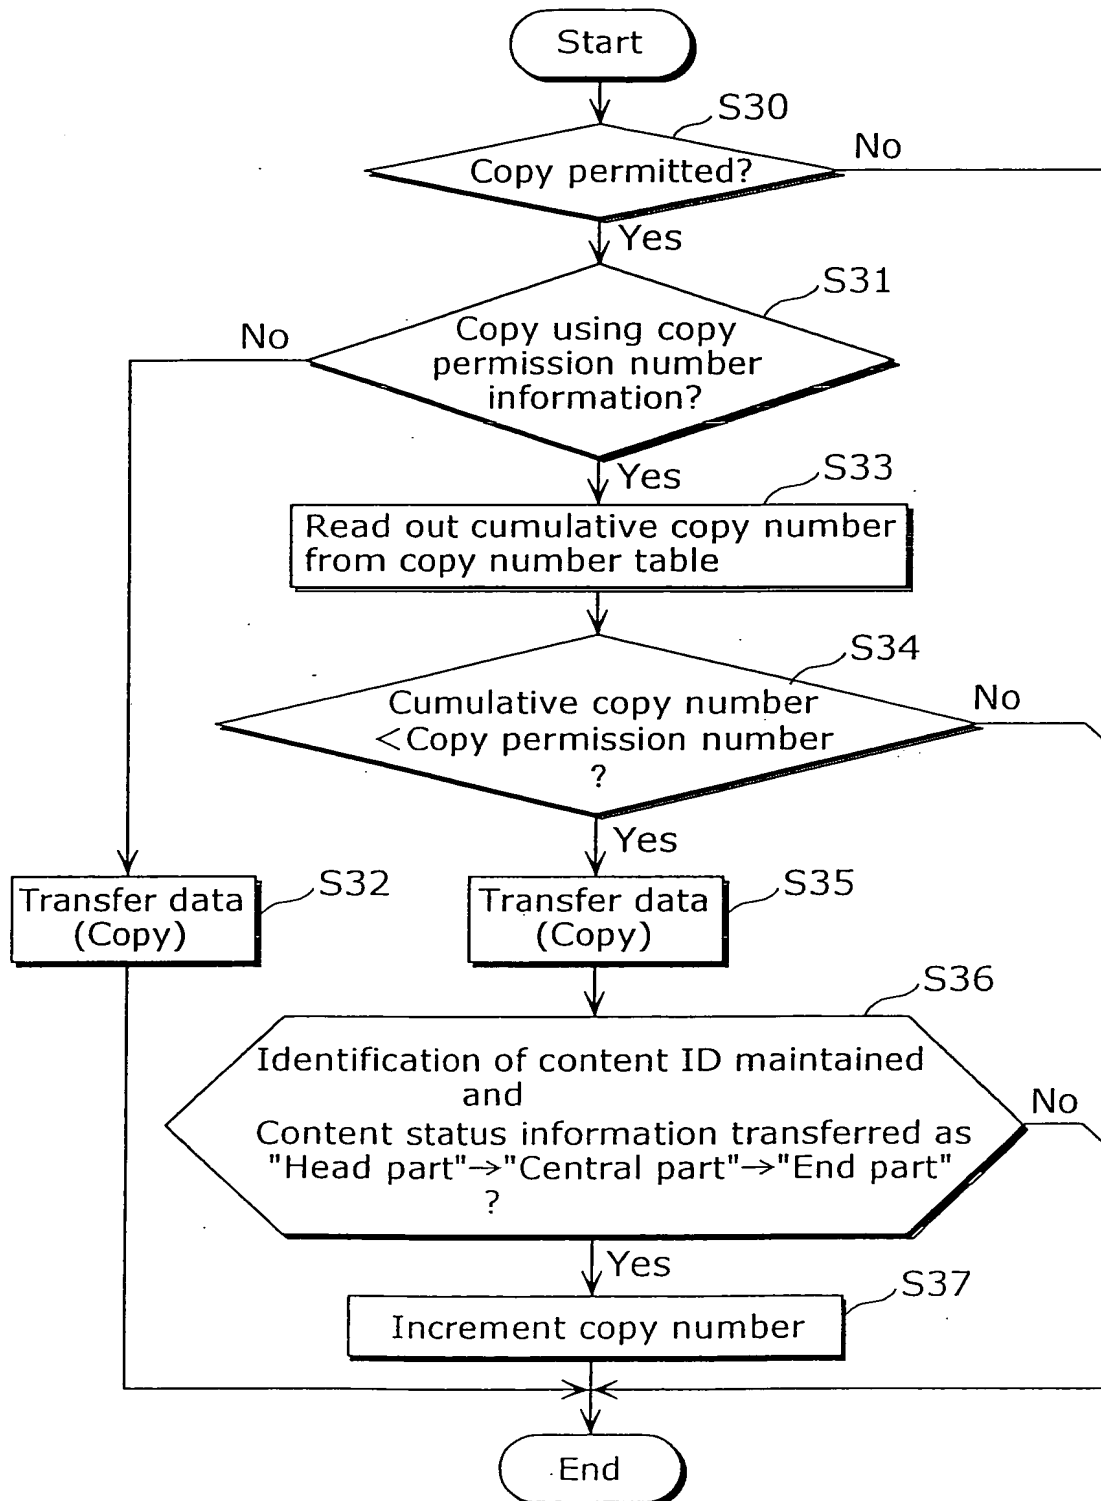 Start
S30
Copy permitted?
No
Yes
S31
No
Copy using copy
permission number
information?
Yes
S33
Read out cumulative copy number
from copy number table
S34
Cumulative copy number
<Copy permission number
?
No
Yes
S32
Transfer data
(Copy)
S35
Transfer data
(Copy)
S36
Identification of content ID maintained
and
Content status information transferred as
"Head part"→"Central part"→"End part"
?
No
Yes
S37
Increment copy number
End